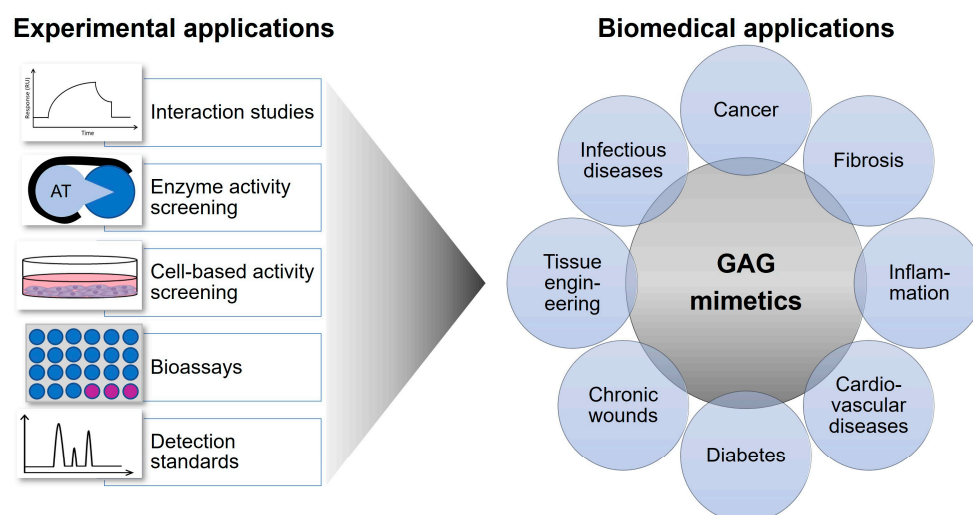 Experimental applications
Response (RU)
Time
Interaction studies
AT
Enzyme activity
screening
Cell-based activity
screening
Bioassays
Detection
standards
Biomedical applications
Cancer
Fibrosis
Inflam-
mation
Cardio-
vascular
diseases
Diabetes
Chronic
wounds
Tissue
engin-
eering
Infectious
diseases
GAG
mimetics